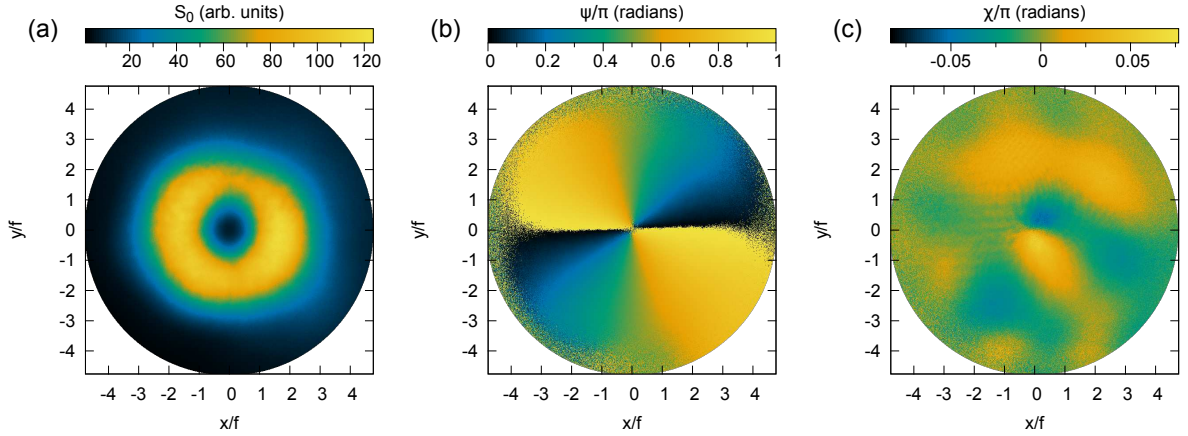 (a)
S₀ (arb. units)
20 40 60 80 100 120
y/f
4
3
2
1
0
-1
-2
-3
-4
-4 -3 -2 -1 0 1 2 3 4
x/f
(b)
ψ/π (radians)
0 0.2 0.4 0.6 0.8 1
y/f
4
3
2
1
0
-1
-2
-3
-4
-4 -3 -2 -1 0 1 2 3 4
x/f
(c)
χ/π (radians)
-0.05 0 0.05
y/f
4
3
2
1
0
-1
-2
-3
-4
-4 -3 -2 -1 0 1 2 3 4
x/f